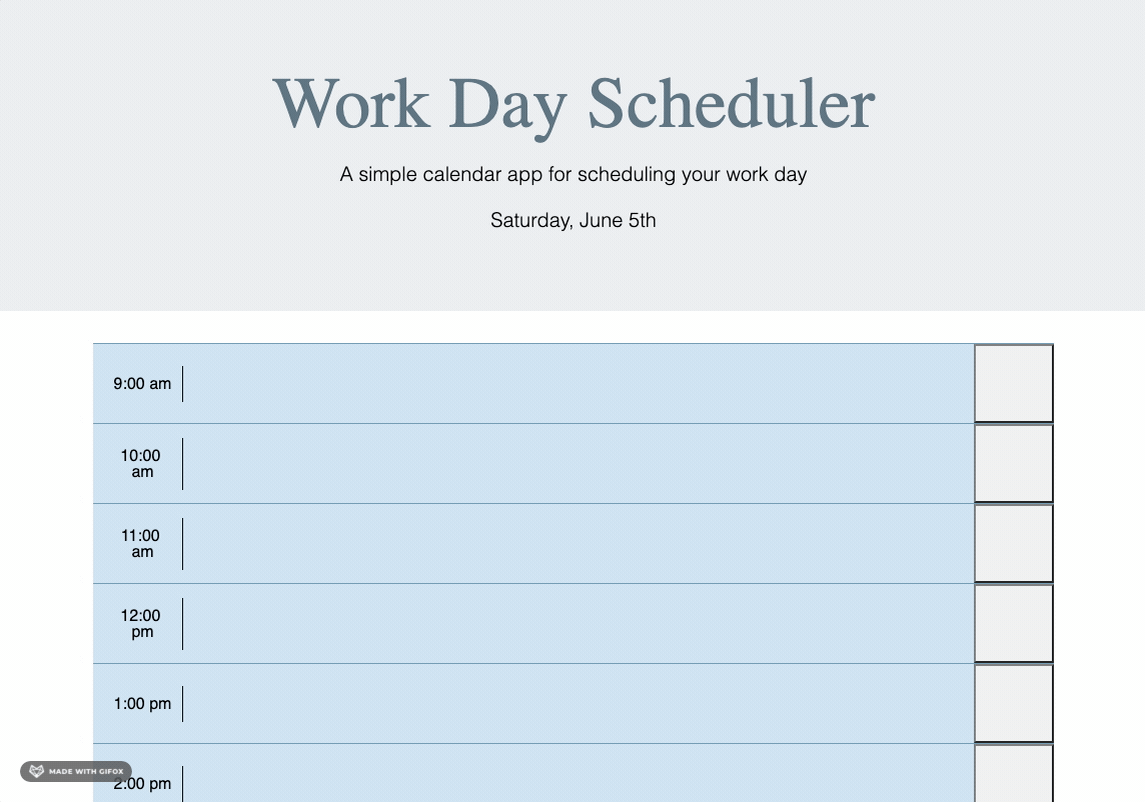 Work Day Scheduler
A simple calendar app for scheduling your work day
Saturday, June 5th
9:00 am
10:00
am
11:00
am
12:00
pm
1:00 pm
2:00 pm
MADE WITH GIFOX